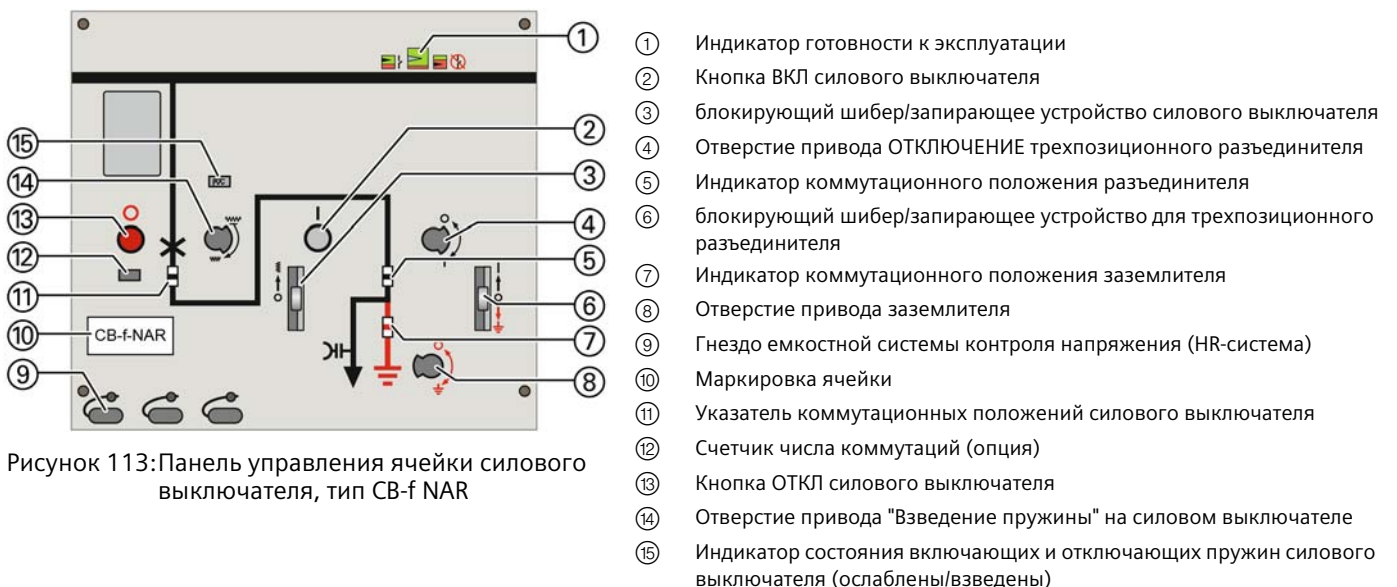 CB-f-NAR
Рисунок 113:Панель управления ячейки силового
выключателя, тип CB-f NAR
① Индикатор готовности к эксплуатации
② Кнопка ВКЛ силового выключателя
③ блокирующий шибер/запирающее устройство силового выключателя
④ Отверстие привода ОТКЛЮЧЕНИЕ трехпозиционного разъединителя
⑤ Индикатор коммутационного положения разъединителя
⑥ блокирующий шибер/запирающее устройство для трехпозиционного
разъединителя
⑦ Индикатор коммутационного положения заземлителя
⑧ Отверстие привода заземлителя
⑨ Гнездо емкостной системы контроля напряжения (HR-система)
⑩ Маркировка ячейки
⑪ Указатель коммутационных положений силового выключателя
⑫ Счетчик числа коммутаций (опция)
⑬ Кнопка ОТКЛ силового выключателя
⑭ Отверстие привода "Взведение пружины" на силовом выключателе
⑮ Индикатор состояния включающих и отключающих пружин силового
выключателя (ослаблены/взведены)